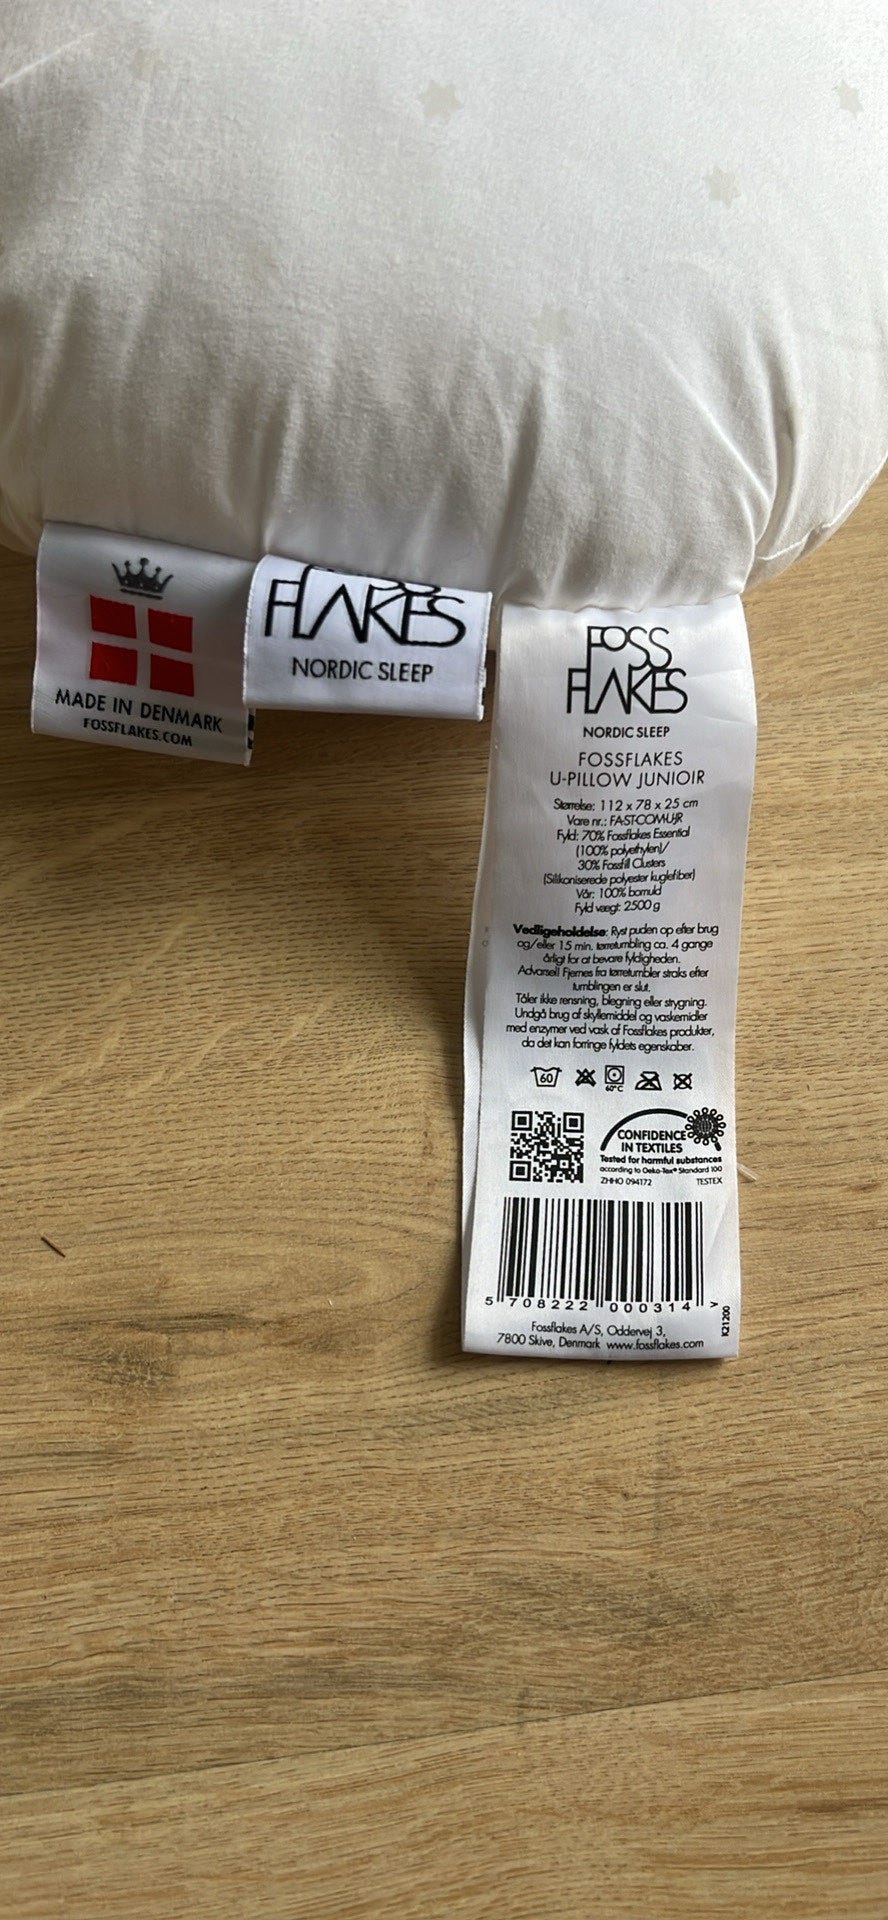 MADE IN DENMARK
FOSSFLAKES.COM
FLAKES
NORDIC SLEEP
FOSS
FLAKES
NORDIC SLEEP
FOSSFLAKES
U-PILLOW JUNIOIR
Størrelse: 112 x 78 x 25 cm
Vare nr.: FA-ST-COM-U-JR
Fyld: 70% Fossflakes Essential
(100% polyethylen)/
30% Fossfill Clusters
(Silikoniserede polyester kuglefiber)
Vår: 100% bomuld
Fyld vægt: 2500 g
Vedligeholdelse: Ryst puden op efter brug
og/eller 15 min. tørretumbling ca. 4 gange
årligt for at bevare fyldigheden.
Advarsel! Fjernes fra tørretumbler straks efter
tumblingen er slut.
Tåler ikke rensning, blegning eller strygning.
Undgå brug af skyllemiddel og vaskemidler
med enzymer ved vask af Fossflakes produkter,
da det kan forringe fyldets egenskaber.
60
60°C
CONFIDENCE
IN TEXTILES
Tested for harmful substances
according to Oeko-Tex® Standard 100
ZHHO 094172 TESTEX
5 708222 000314 >
K21200
Fossflakes A/S, Oddervej 3,
7800 Skive, Denmark www.fossflakes.com